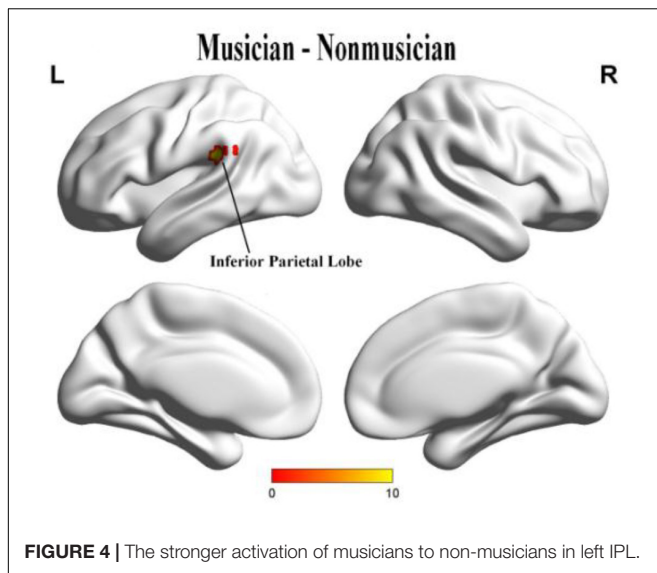 Musician - Nonmusician
L
R
Inferior Parietal Lobe
0
10
FIGURE 4 | The stronger activation of musicians to non-musicians in left IPL.